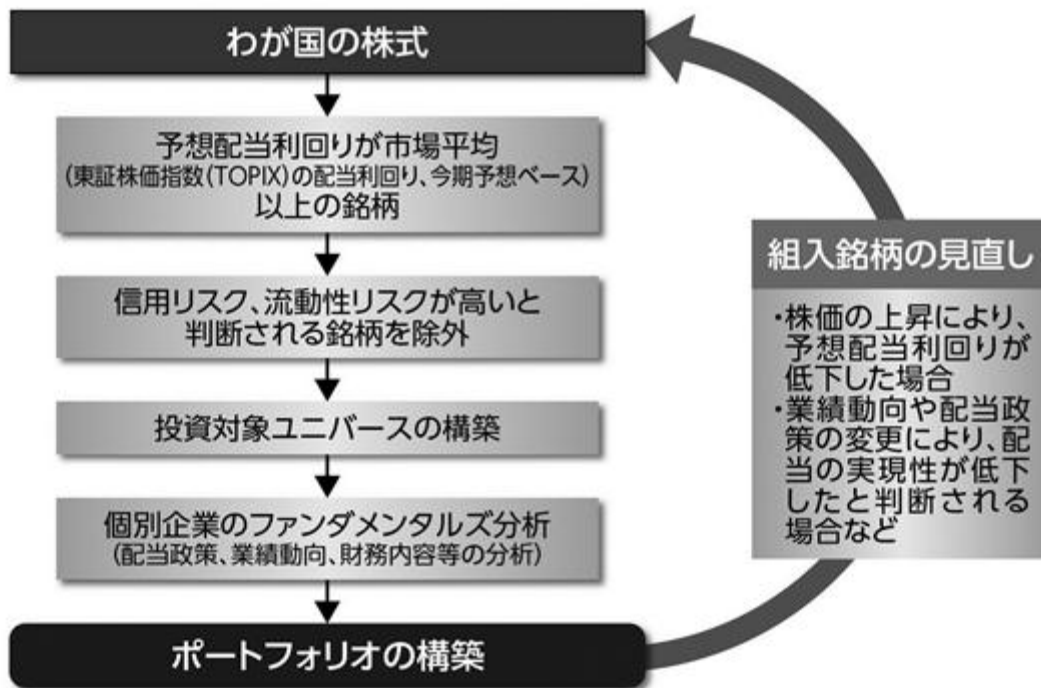 わが国の株式
予想配当利回りが市場平均
(東証株価指数(TOPIX)の配当利回り、今期予想ベース)
以上の銘柄
信用リスク、流動性リスクが高いと
判断される銘柄を除外
投資対象ユニバースの構築
個別企業のファンダメンタルズ分析
(配当政策、業績動向、財務内容等の分析)
ポートフォリオの構築
組入銘柄の見直し
・株価の上昇により、
予想配当利回りが
低下した場合
・業績動向や配当政
策の変更により、配
当の実現性が低下
したと判断される
場合など